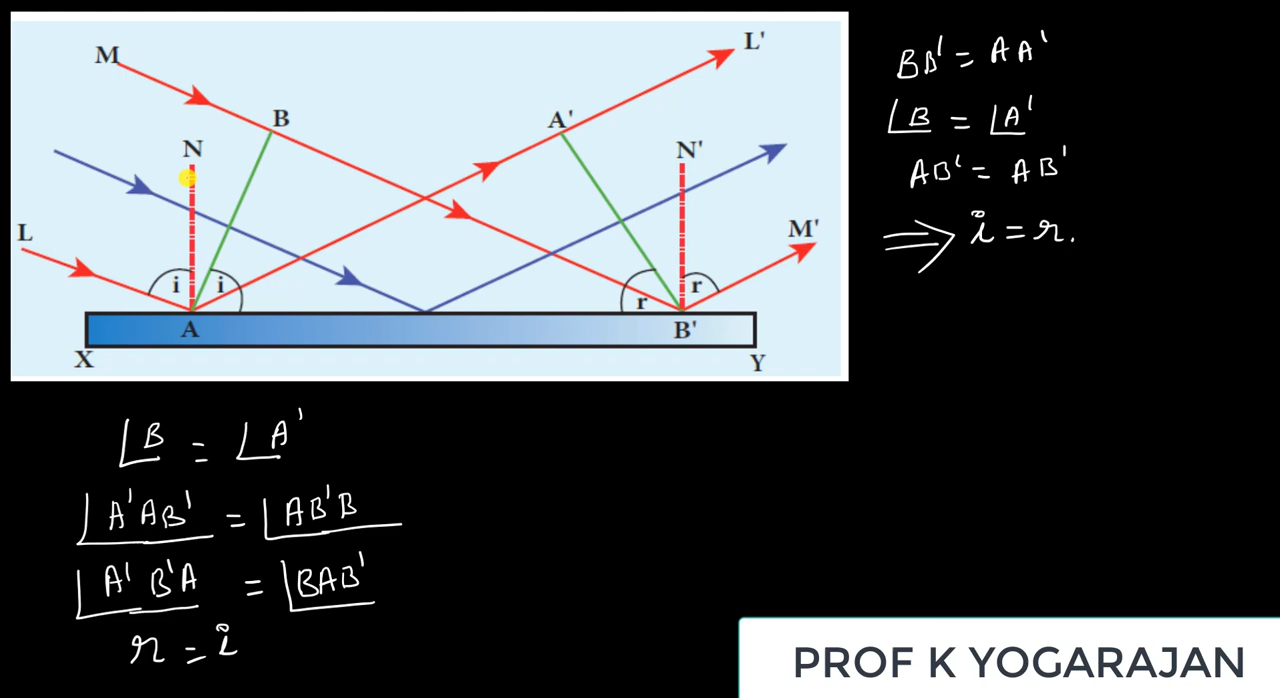 M
L'
B
A'
N
N'
L
M'
i
i
r
r
A
B'
X
Y
BB' = AA'
∠B = ∠A'
AB' = AB'
⇒ i = r.
∠B = ∠A'
∠A'AB' = ∠AB'B
∠A'B'A = ∠BAB'
r = i
PROF K YOGARAJAN